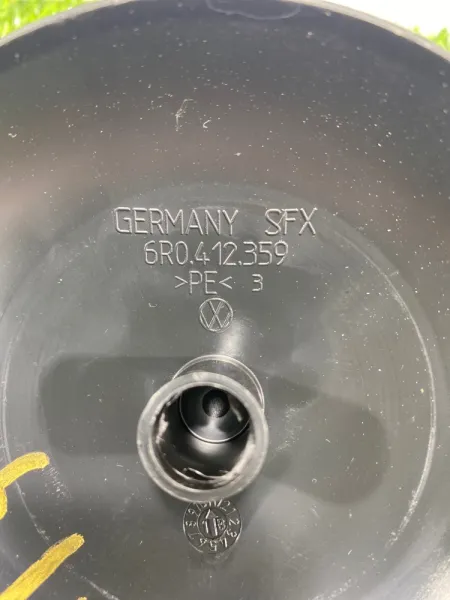 GERMANY SFX
6R0.412.359
>PE< 3